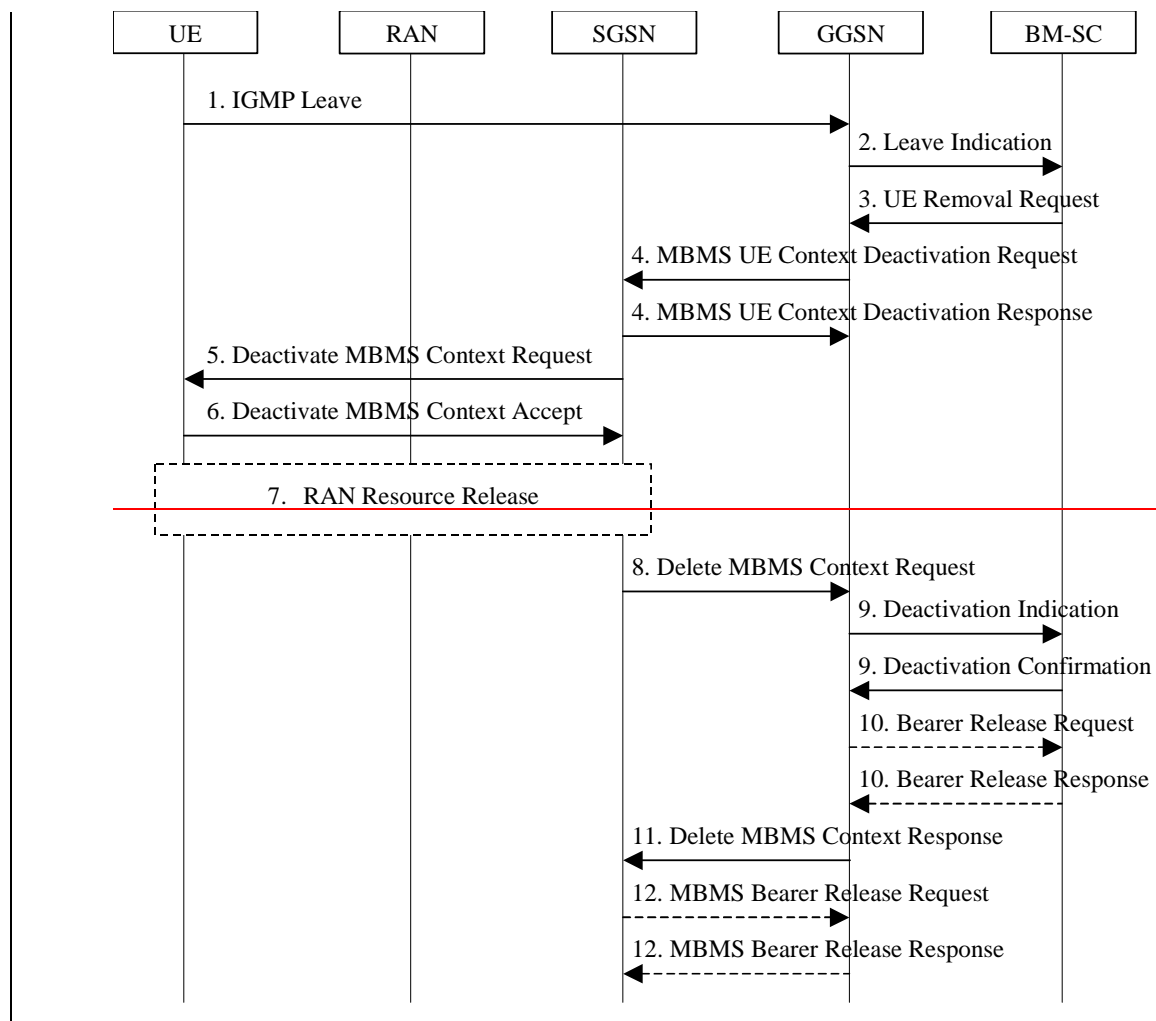 UE RAN SGSN GGSN BM-SC
1. IGMP Leave
2. Leave Indication
3. UE Removal Request
4. MBMS UE Context Deactivation Request
4. MBMS UE Context Deactivation Response
5. Deactivate MBMS Context Request
6. Deactivate MBMS Context Accept
7. RAN Resource Release
8. Delete MBMS Context Request
9. Deactivation Indication
9. Deactivation Confirmation
10. Bearer Release Request
10. Bearer Release Response
11. Delete MBMS Context Response
12. MBMS Bearer Release Request
12. MBMS Bearer Release Response